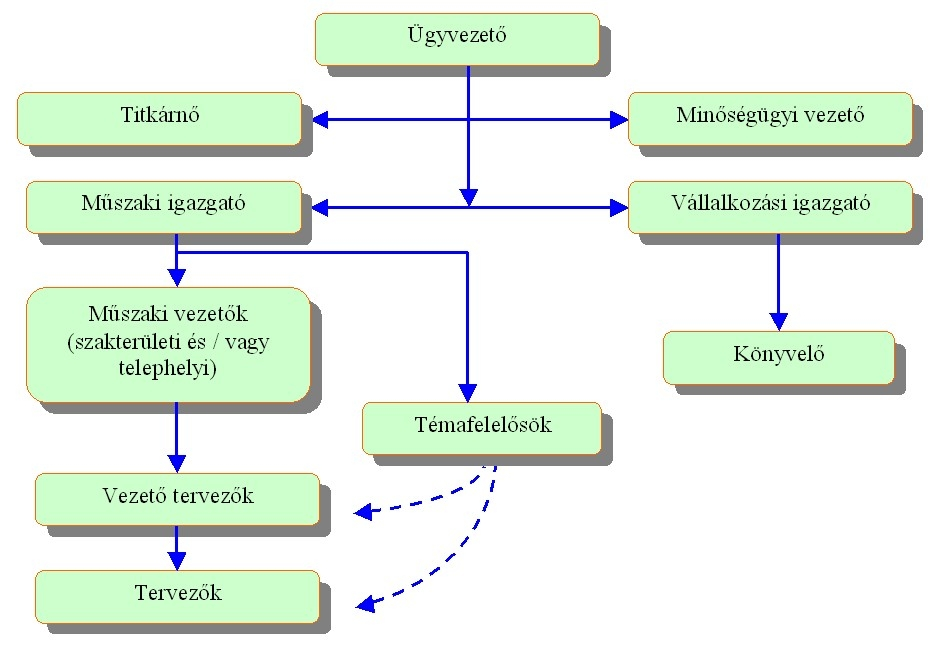 Ügyvezető
Titkárnő
Minőségügyi vezető
Műszaki igazgató
Vállalkozási igazgató
Műszaki vezetők
(szakterületi és / vagy
telephelyi)
Könyvelő
Témafelelősök
Vezető tervezők
Tervezők